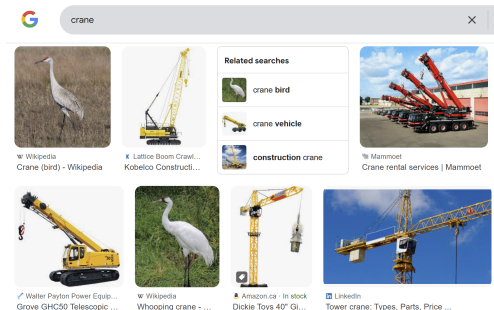 crane
Related searches
crane bird
crane vehicle
construction crane
Wikipedia
Crane (bird) - Wikipedia
Lattice Boom Crawl...
Kobelco Constructi...
Mammoet
Crane rental services | Mammoet
Walter Payton Power Equip...
Grove GHC50 Telescopic ...
Wikipedia
Whooping crane - ...
Amazon.ca · In stock
Dickie Toys 40" Gi...
LinkedIn
Tower crane: Types, Parts, Price ...